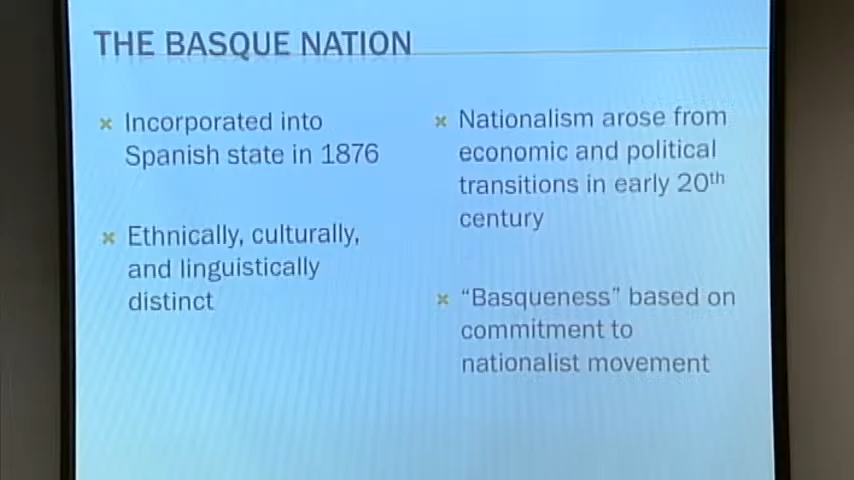 THE BASQUE NATION
Incorporated into
Spanish state in 1876
Ethnically, culturally,
and linguistically
distinct
Nationalism arose from
economic and political
transitions in early 20th
century
“Basqueness” based on
commitment to
nationalist movement